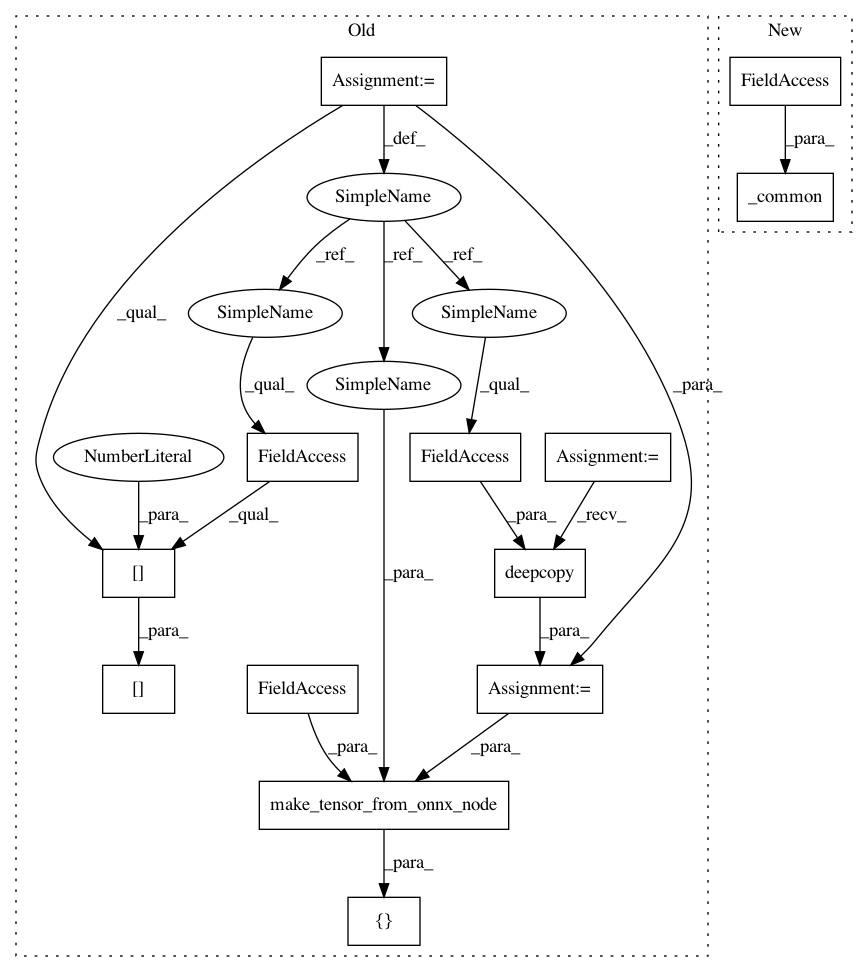 Old
New
Assignment:=
FieldAccess
_def_
_para_
SimpleName
_common
_ref_
_ref_
_ref_
_qual_
SimpleName
SimpleName
_qual_
SimpleName
_qual_
_para_
NumberLiteral
FieldAccess
FieldAccess
Assignment:=
_para_
_qual_
_para_
_recv_
[]
_para_
deepcopy
_para_
_para_
[]
FieldAccess
Assignment:=
_para_
_para_
make_tensor_from_onnx_node
_para_
{}